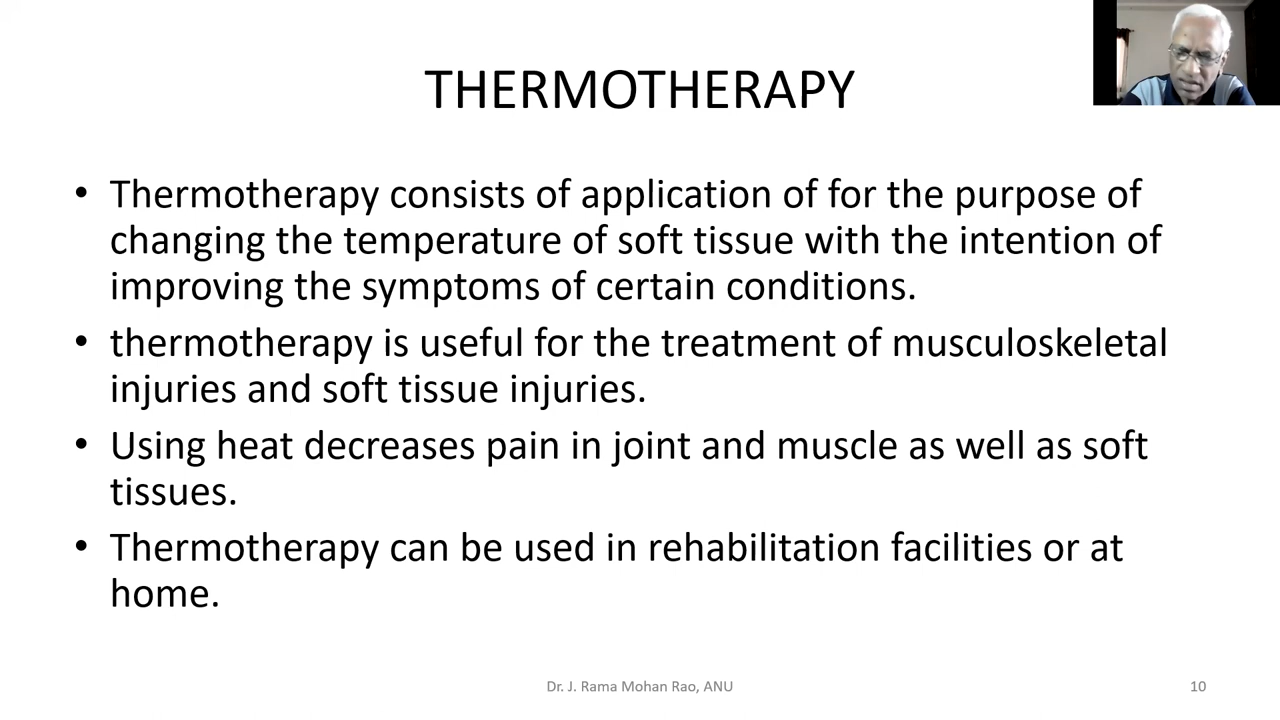 THERMOTHERAPY
• Thermotherapy consists of application of for the purpose of
changing the temperature of soft tissue with the intention of
improving the symptoms of certain conditions.
• thermotherapy is useful for the treatment of musculoskeletal
injuries and soft tissue injuries.
• Using heat decreases pain in joint and muscle as well as soft
tissues.
• Thermotherapy can be used in rehabilitation facilities or at
home.
Dr. J. Rama Mohan Rao, ANU
10